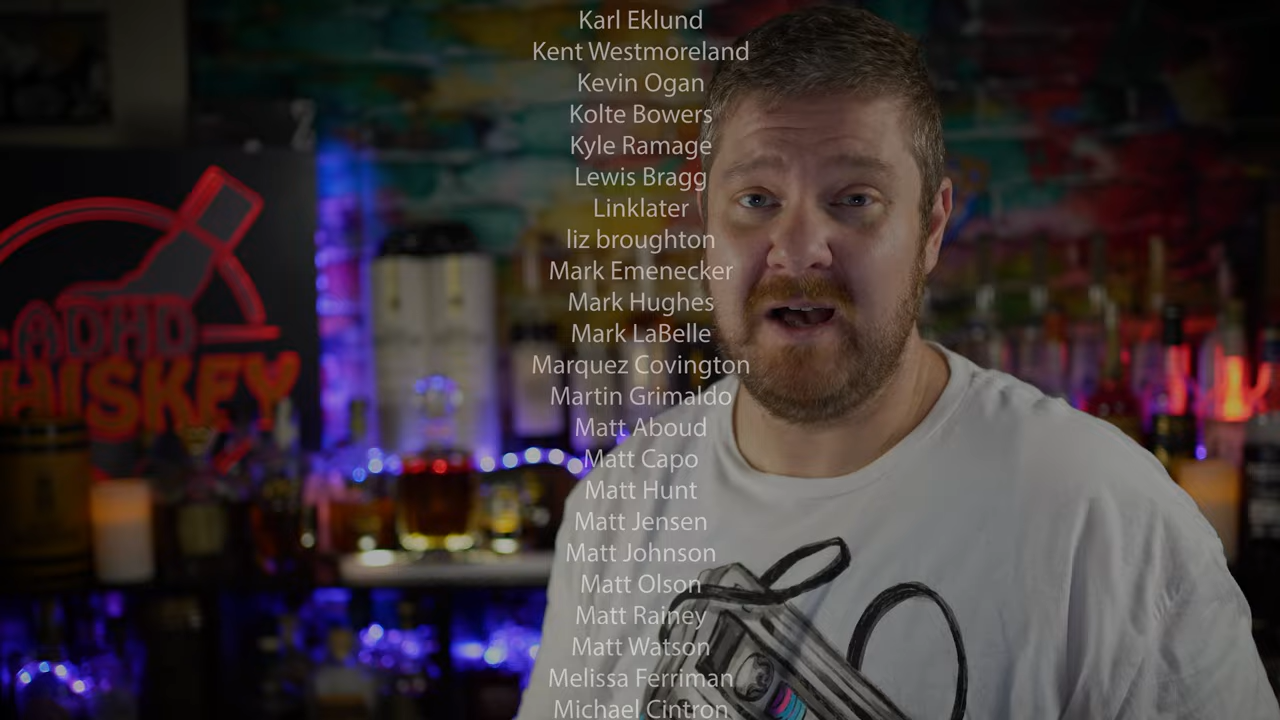 Karl Eklund
Kent Westmoreland
Kevin Ogan
Kolte Bowers
Kyle Ramage
Lewis Bragg
Linklater
liz broughton
Mark Emenecker
Mark Hughes
Mark LaBelle
Marquez Covington
Martin Grimaldo
Matt Aboud
Matt Capo
Matt Hunt
Matt Jensen
Matt Johnson
Matt Olson
Matt Rainey
Matt Watson
Melissa Ferriman
Michael Cintron
ADHD
HISKEY